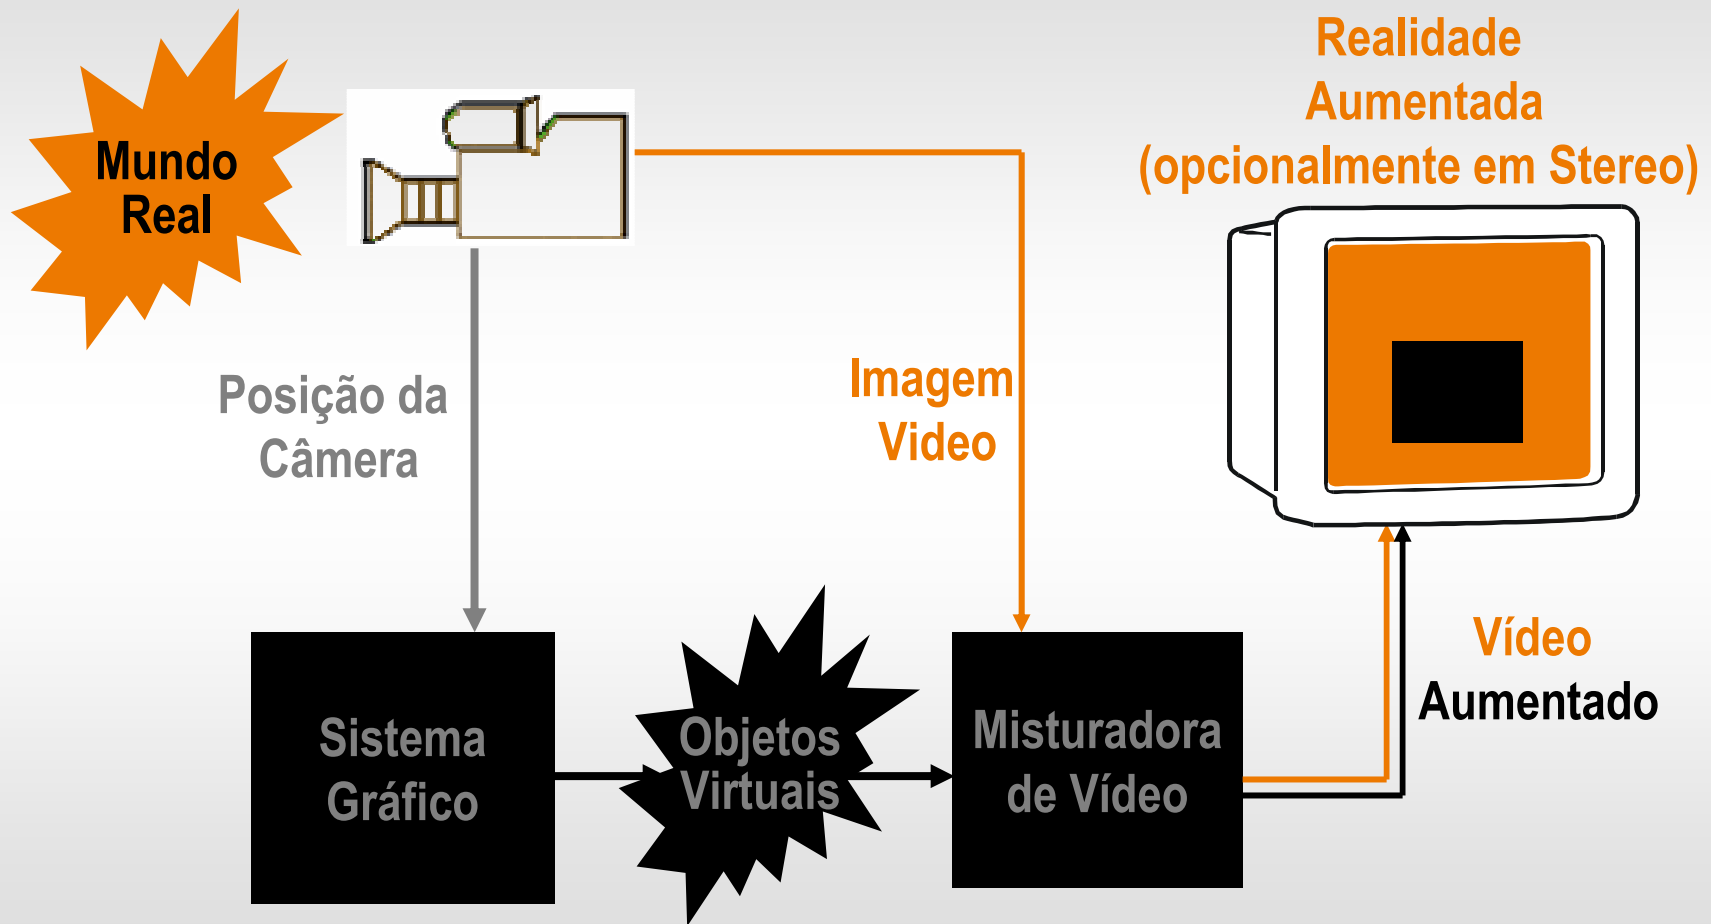 Mundo
Real
Realidade
Aumentada
(opcionalmente em Stereo)
Posição da
Câmera
Imagem
Video
Sistema
Gráfico
Objetos
Virtuais
Misturadora
de Vídeo
Vídeo
Aumentado